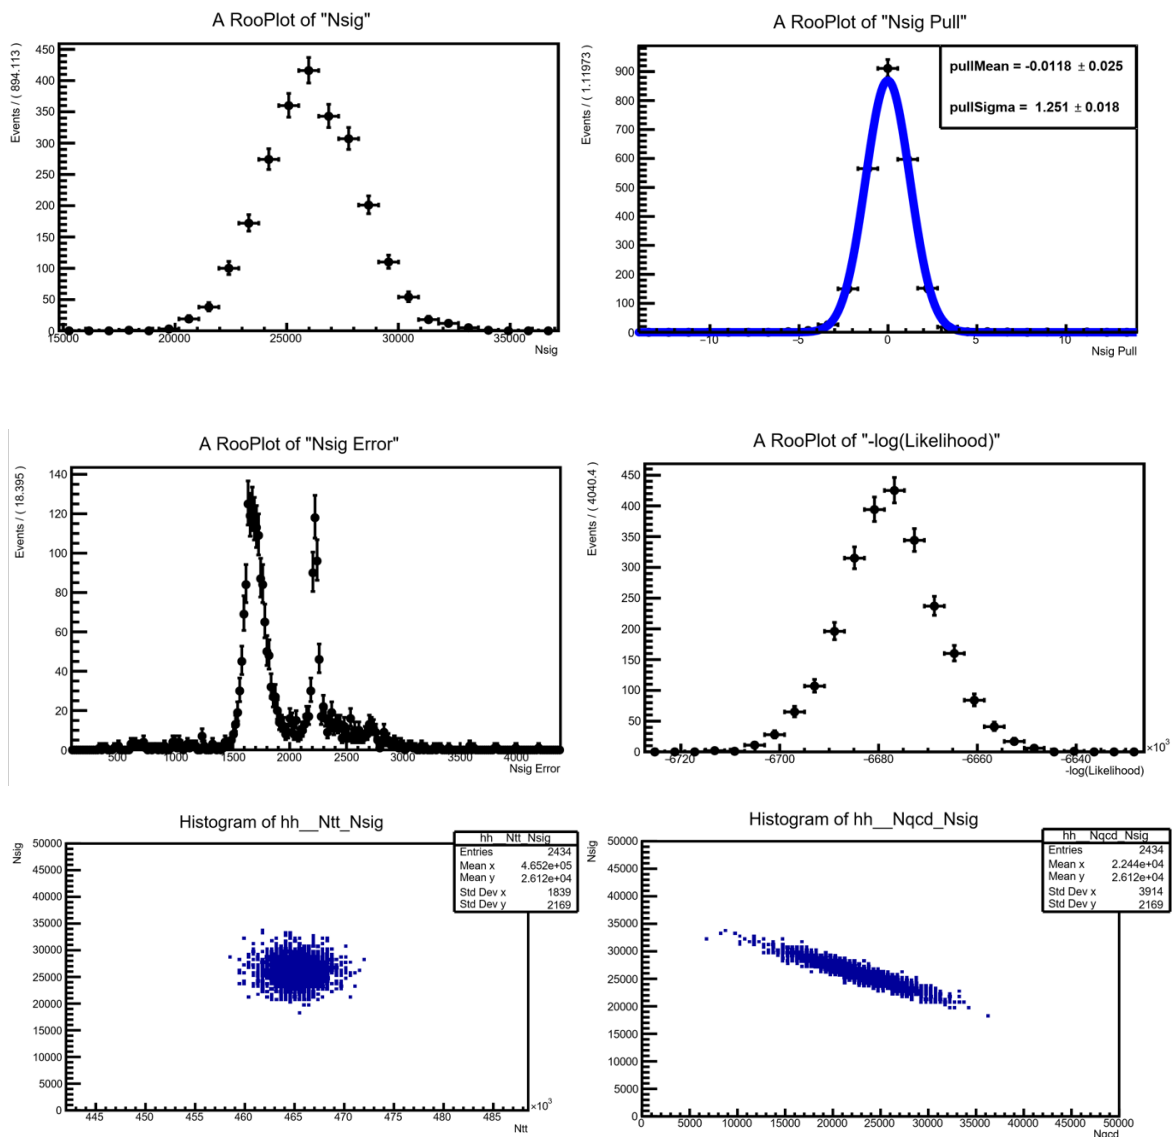 A RooPlot of "Nsig"
Events / ( 894.113 )
450
400
350
300
250
200
150
100
50
0
15000 20000 25000 30000 35000
Nsig
A RooPlot of "Nsig Pull"
Events / ( 1.11973 )
pullMean = -0.0118 ± 0.025
pullSigma = 1.251 ± 0.018
900
800
700
600
500
400
300
200
100
0
−10 −5 0 5 10
Nsig Pull
A RooPlot of "Nsig Error"
Events / ( 18.395 )
140
120
100
80
60
40
20
0
500 1000 1500 2000 2500 3000 3500 4000
Nsig Error
A RooPlot of "-log(Likelihood)"
Events / ( 4040.4 )
450
400
350
300
250
200
150
100
50
0
−6720 −6700 −6680 −6660 −6640
×10³
-log(Likelihood)
Histogram of hh__Ntt_Nsig
Nsig
hh__Ntt_Nsig
Entries 2434
Mean x 4.652e+05
Mean y 2.612e+04
Std Dev x 1839
Std Dev y 2169
50000
45000
40000
35000
30000
25000
20000
15000
10000
5000
0
445 450 455 460 465 470 475 480 485
×10³
Ntt
Histogram of hh__Nqcd_Nsig
Nsig
hh__Nqcd_Nsig
Entries 2434
Mean x 2.244e+04
Mean y 2.612e+04
Std Dev x 3914
Std Dev y 2169
50000
45000
40000
35000
30000
25000
20000
15000
10000
5000
0
0 5000 10000 15000 20000 25000 30000 35000 40000 45000 50000
Nqcd